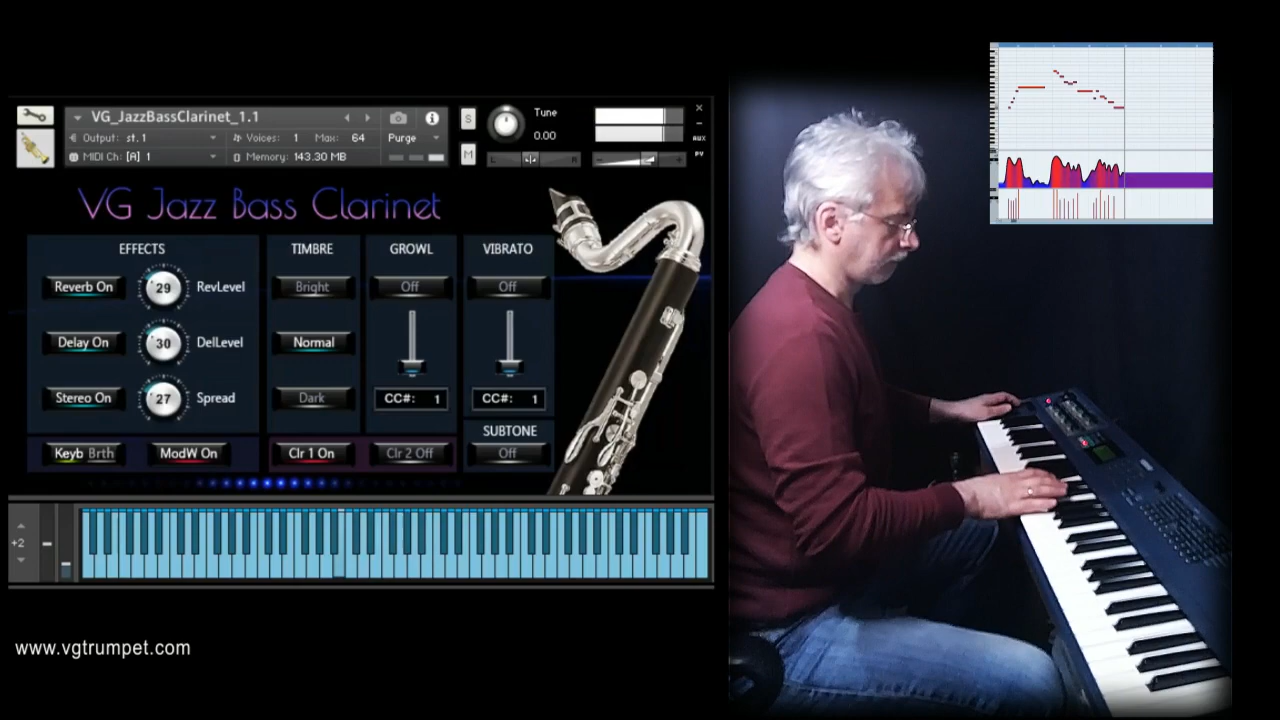 VG_JazzBassClarinet_1.1
Output: st.1
Voices: 1 Max: 64
Purge
MIDI Ch: [A] 1
Memory: 143.30 MB
S
M
Tune
0.00
L R
AUX
PV
VG Jazz Bass Clarinet
EFFECTS
TIMBRE
GROWL
VIBRATO
Reverb On
29
RevLevel
Bright
Off
Off
Delay On
30
DelLevel
Normal
Stereo On
27
Spread
Dark
CC#: 1
CC#: 1
SUBTONE
Keyb Brth
ModW On
Clr 1 On
Clr 2 Off
Off
+2
www.vgtrumpet.com